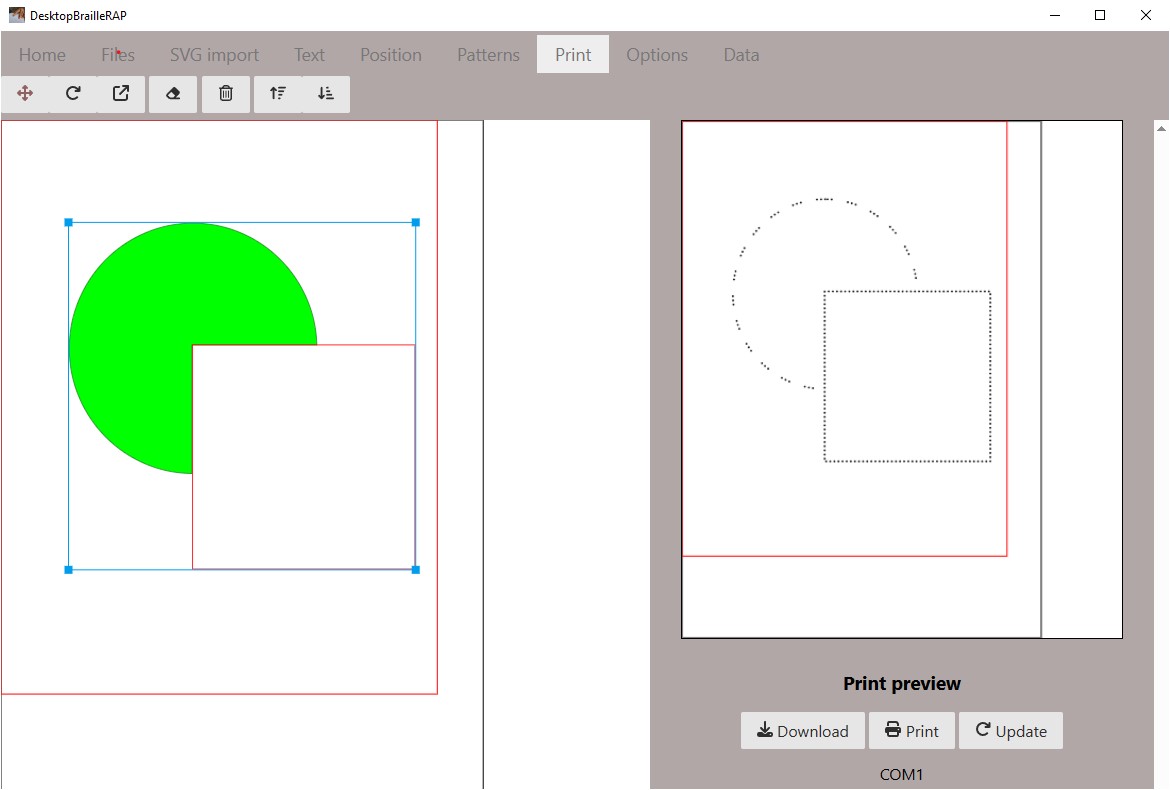 DesktopBrailleRAP
Home Files SVG import Text Position Patterns Print Options Data
Print preview
Download Print Update
COM1